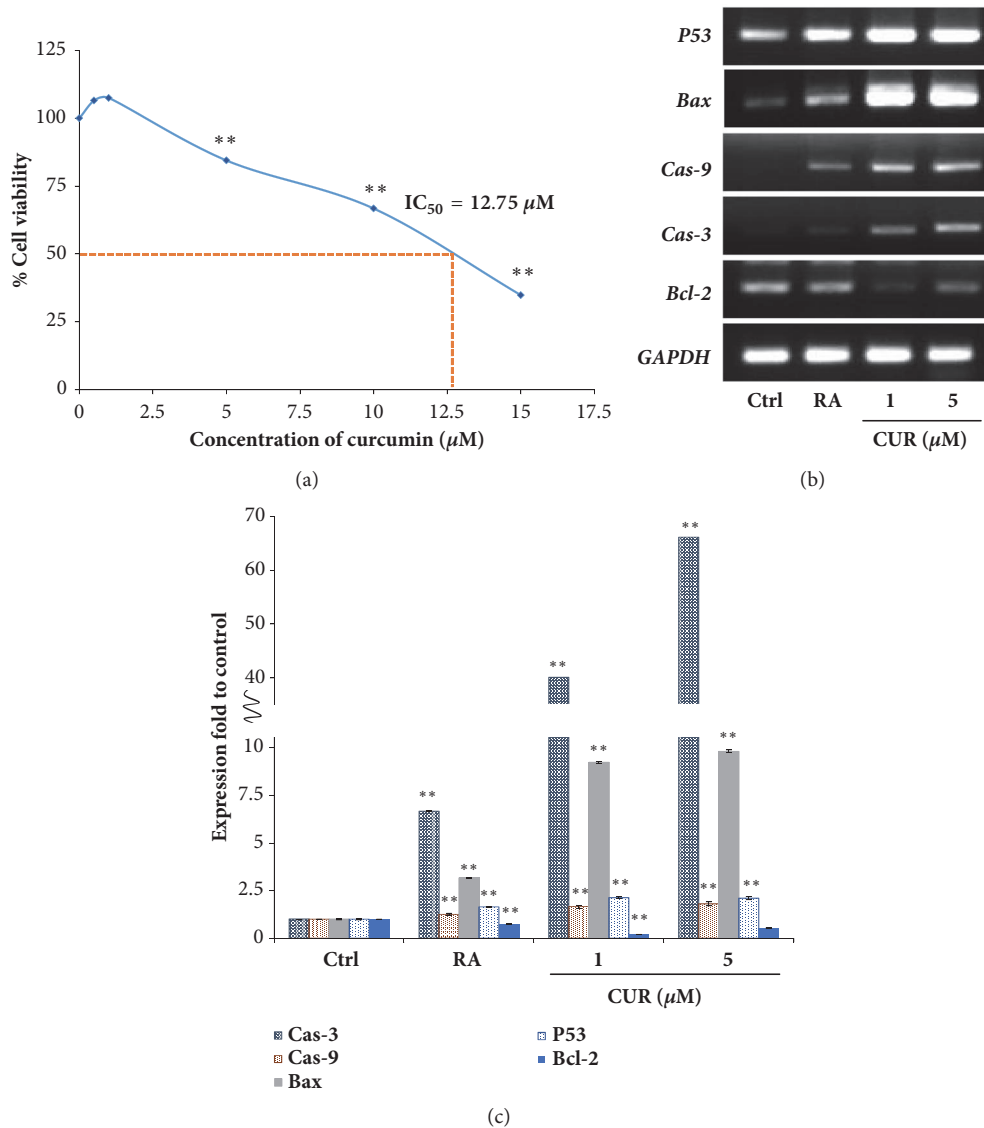 125
100
75
50
25
0
% Cell viability
**
**
**
IC50 = 12.75 μM
0 2.5 5 7.5 10 12.5 15 17.5
Concentration of curcumin (μM)
(a)
P53
Bax
Cas-9
Cas-3
Bcl-2
GAPDH
Ctrl RA 1 5
CUR (μM)
(b)
70
60
50
40
10
7.5
5
2.5
0
Expression fold to control
** ** ** ** **
** ** ** ** **
** ** ** **
Ctrl RA 1 5
CUR (μM)
Cas-3
Cas-9
Bax
P53
Bcl-2
(c)